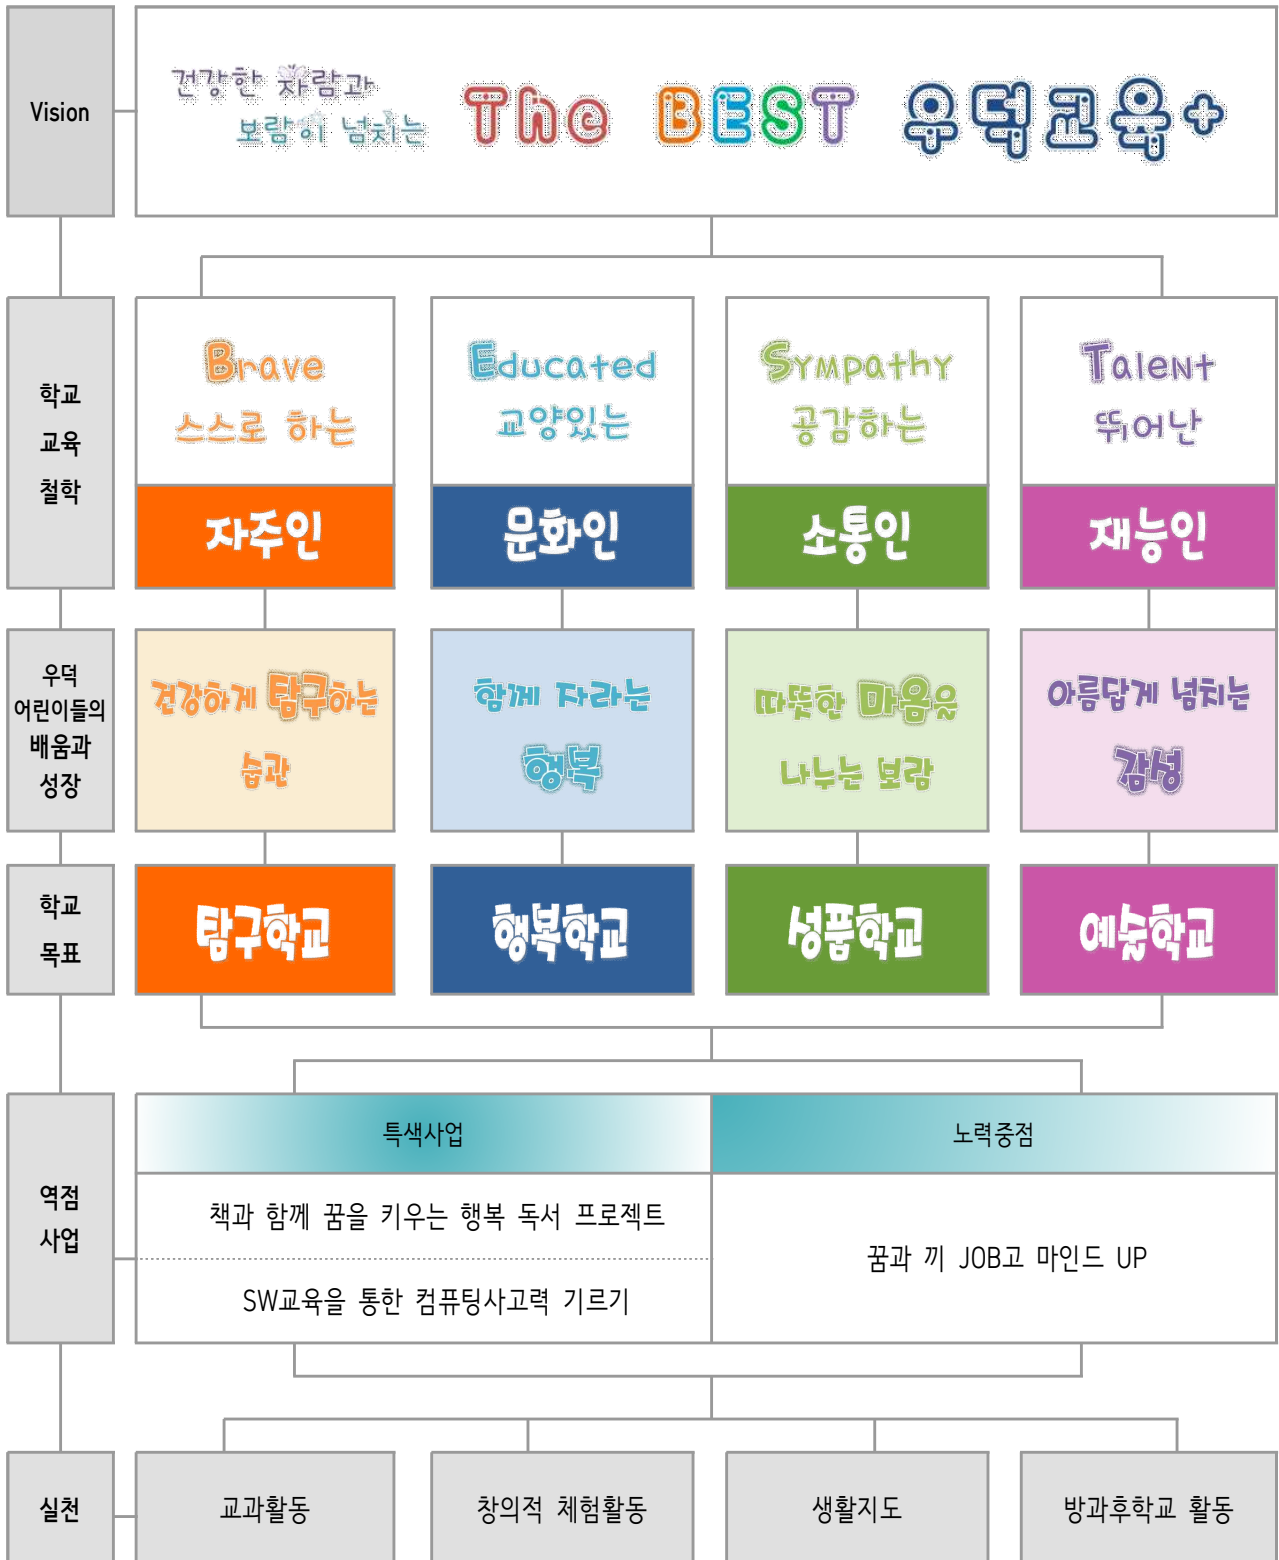 Vision
건강한 자람과
보람이 넘치는
The BEST 우덕교육+
학교
교육
철학
Brave
스스로 하는
자주인
Educated
교양있는
문화인
Sympathy
공감하는
소통인
Talent
뛰어난
재능인
우덕
어린이들의
배움과
성장
건강하게 탐구하는
습관
함께 자라는
행복
따뜻한 마음을
나누는 보람
아름답게 넘치는
감성
학교
목표
탐구학교
행복학교
성품학교
예술학교
역점
사업
특색사업
책과 함께 꿈을 키우는 행복 독서 프로젝트
SW교육을 통한 컴퓨팅사고력 기르기
노력중점
꿈과 끼 JOB고 마인드 UP
실천
교과활동
창의적 체험활동
생활지도
방과후학교 활동